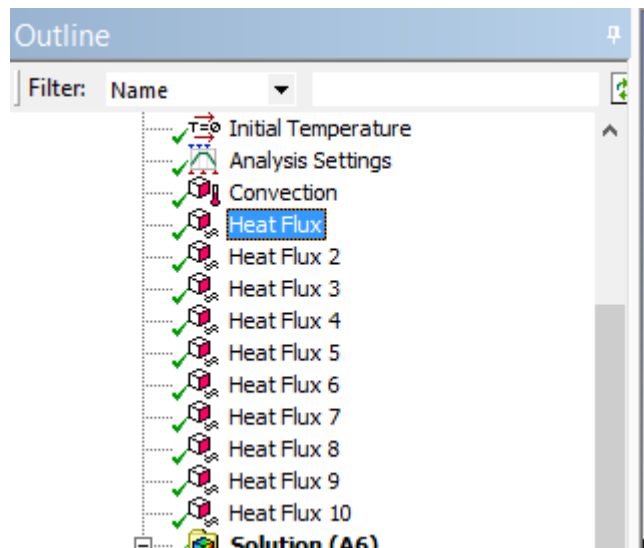 Outline
Filter: Name
T=0 Initial Temperature
Analysis Settings
Convection
Heat Flux
Heat Flux 2
Heat Flux 3
Heat Flux 4
Heat Flux 5
Heat Flux 6
Heat Flux 7
Heat Flux 8
Heat Flux 9
Heat Flux 10
Solution (A6)